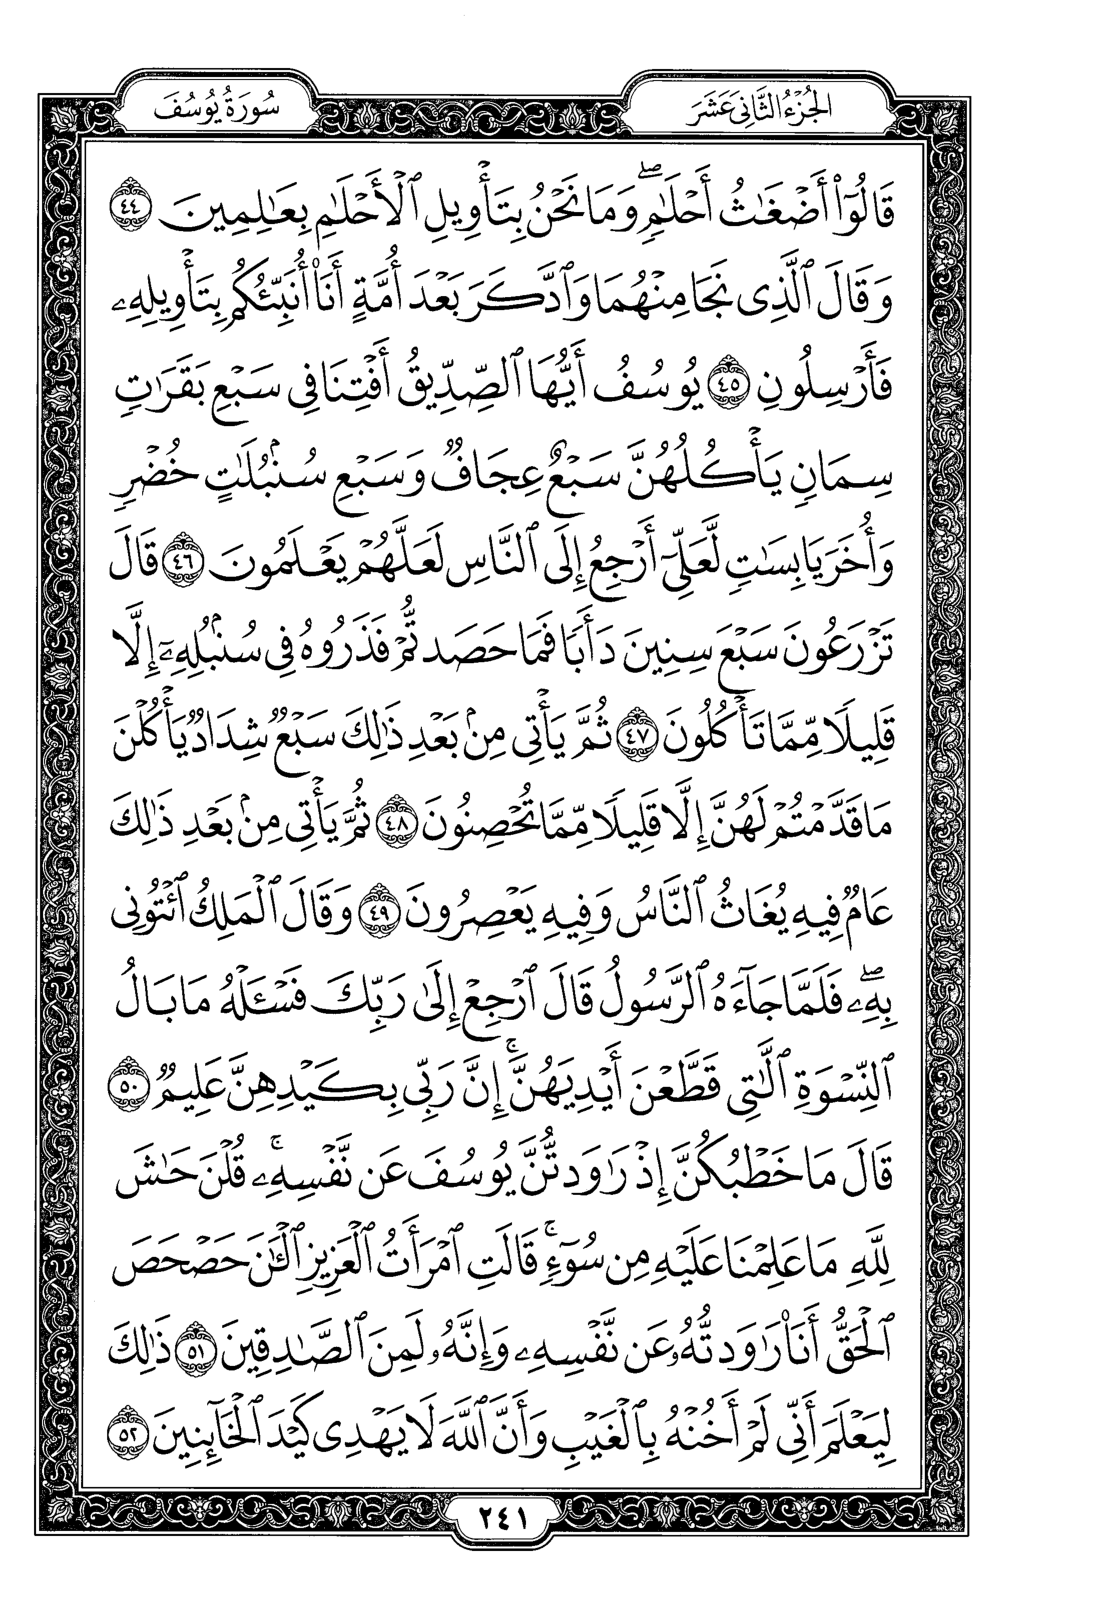 الجُزْءُ الثَّانِيَ عَشَرَ
سُورَةُ يُوسُفَ
قَالُوٓا۟ أَضْغَٰثُ أَحْلَٰمٍۢ ۖ وَمَا نَحْنُ بِتَأْوِيلِ ٱلْأَحْلَٰمِ بِعَٰلِمِينَ ٤٤
وَقَالَ ٱلَّذِى نَجَا مِنْهُمَا وَٱدَّكَرَ بَعْدَ أُمَّةٍ أَنَا۠ أُنَبِّئُكُم بِتَأْوِيلِهِۦ
فَأَرْسِلُونِ ٤٥ يُوسُفُ أَيُّهَا ٱلصِّدِّيقُ أَفْتِنَا فِى سَبْعِ بَقَرَٰتٍۢ
سِمَانٍۢ يَأْكُلُهُنَّ سَبْعٌ عِجَافٌۭ وَسَبْعِ سُنۢبُلَٰتٍ خُضْرٍۢ
وَأُخَرَ يَابِسَٰتٍۢ لَّعَلِّىٓ أَرْجِعُ إِلَى ٱلنَّاسِ لَعَلَّهُمْ يَعْلَمُونَ ٤٦ قَالَ
تَزْرَعُونَ سَبْعَ سِنِينَ دَأَبًۭا فَمَا حَصَدتُّمْ فَذَرُوهُ فِى سُنۢبُلِهِۦٓ إِلَّا
قَلِيلًۭا مِّمَّا تَأْكُلُونَ ٤٧ ثُمَّ يَأْتِى مِنۢ بَعْدِ ذَٰلِكَ سَبْعٌۭ شِدَادٌۭ يَأْكُلْنَ
مَا قَدَّمْتُمْ لَهُنَّ إِلَّا قَلِيلًۭا مِّمَّا تُحْصِنُونَ ٤٨ ثُمَّ يَأْتِى مِنۢ بَعْدِ ذَٰلِكَ
عَامٌۭ فِيهِ يُغَاثُ ٱلنَّاسُ وَفِيهِ يَعْصِرُونَ ٤٩ وَقَالَ ٱلْمَلِكُ ٱئْتُونِى
بِهِۦ ۖ فَلَمَّا جَآءَهُ ٱلرَّسُولُ قَالَ ٱرْجِعْ إِلَىٰ رَبِّكَ فَسْـَٔلْهُ مَا بَالُ
ٱلنِّسْوَةِ ٱلَّٰتِى قَطَّعْنَ أَيْدِيَهُنَّ ۚ إِنَّ رَبِّى بِكَيْدِهِنَّ عَلِيمٌۭ ٥٠
قَالَ مَا خَطْبُكُنَّ إِذْ رَٰوَدتُّنَّ يُوسُفَ عَن نَّفْسِهِۦ ۚ قُلْنَ حَٰشَ
لِلَّهِ مَا عَلِمْنَا عَلَيْهِ مِن سُوٓءٍۢ ۚ قَالَتِ ٱمْرَأَتُ ٱلْعَزِيزِ ٱلْـَٰٔنَ حَصْحَصَ
ٱلْحَقُّ أَنَا۠ رَٰوَدتُّهُۥ عَن نَّفْسِهِۦ وَإِنَّهُۥ لَمِنَ ٱلصَّٰدِقِينَ ٥١ ذَٰلِكَ
لِيَعْلَمَ أَنِّى لَمْ أَخُنْهُ بِٱلْغَيْبِ وَأَنَّ ٱللَّهَ لَا يَهْدِى كَيْدَ ٱلْخَآئِنِينَ ٥٢
٢٤١